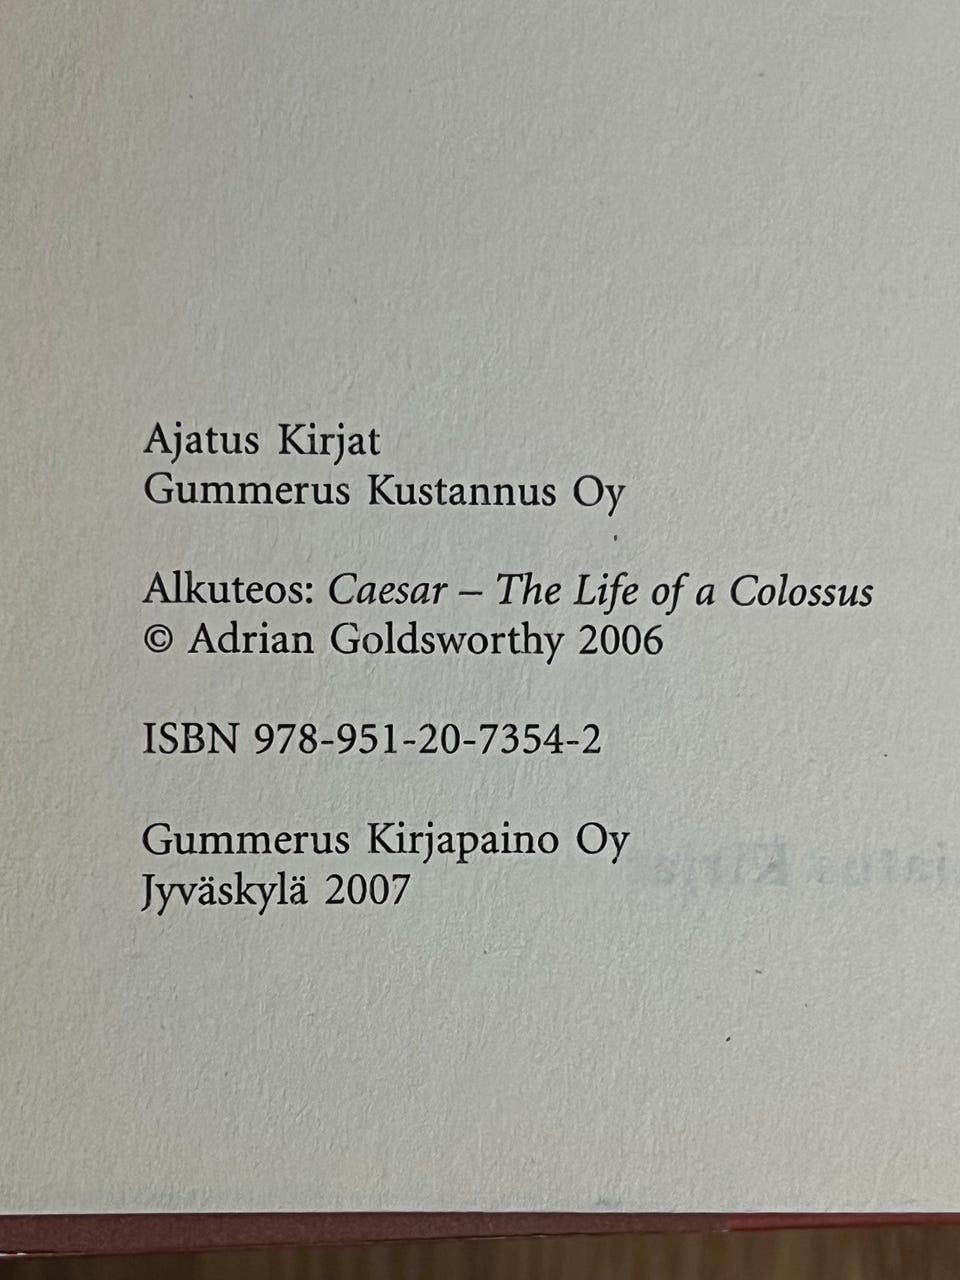 Ajatus Kirjat
Gummerus Kustannus Oy
Alkuteos: Caesar – The Life of a Colossus
© Adrian Goldsworthy 2006
ISBN 978-951-20-7354-2
Gummerus Kirjapaino Oy
Jyväskylä 2007